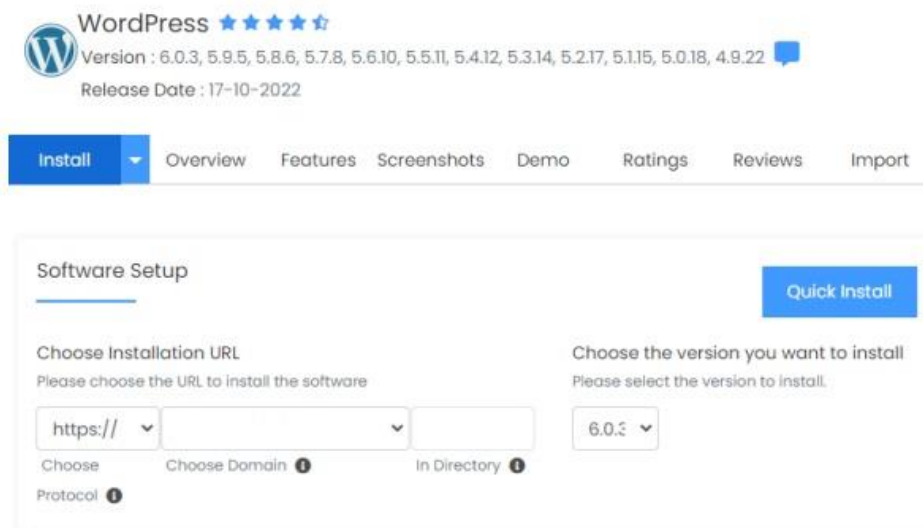 WordPress
Version : 6.0.3, 5.9.5, 5.8.6, 5.7.8, 5.6.10, 5.5.11, 5.4.12, 5.3.14, 5.2.17, 5.1.15, 5.0.18, 4.9.22
Release Date : 17-10-2022
Install Overview Features Screenshots Demo Ratings Reviews Import
Software Setup
Quick Install
Choose Installation URL
Please choose the URL to install the software
https://
Choose Protocol
Choose Domain
In Directory
Choose the version you want to install
Please select the version to install.
6.0.3